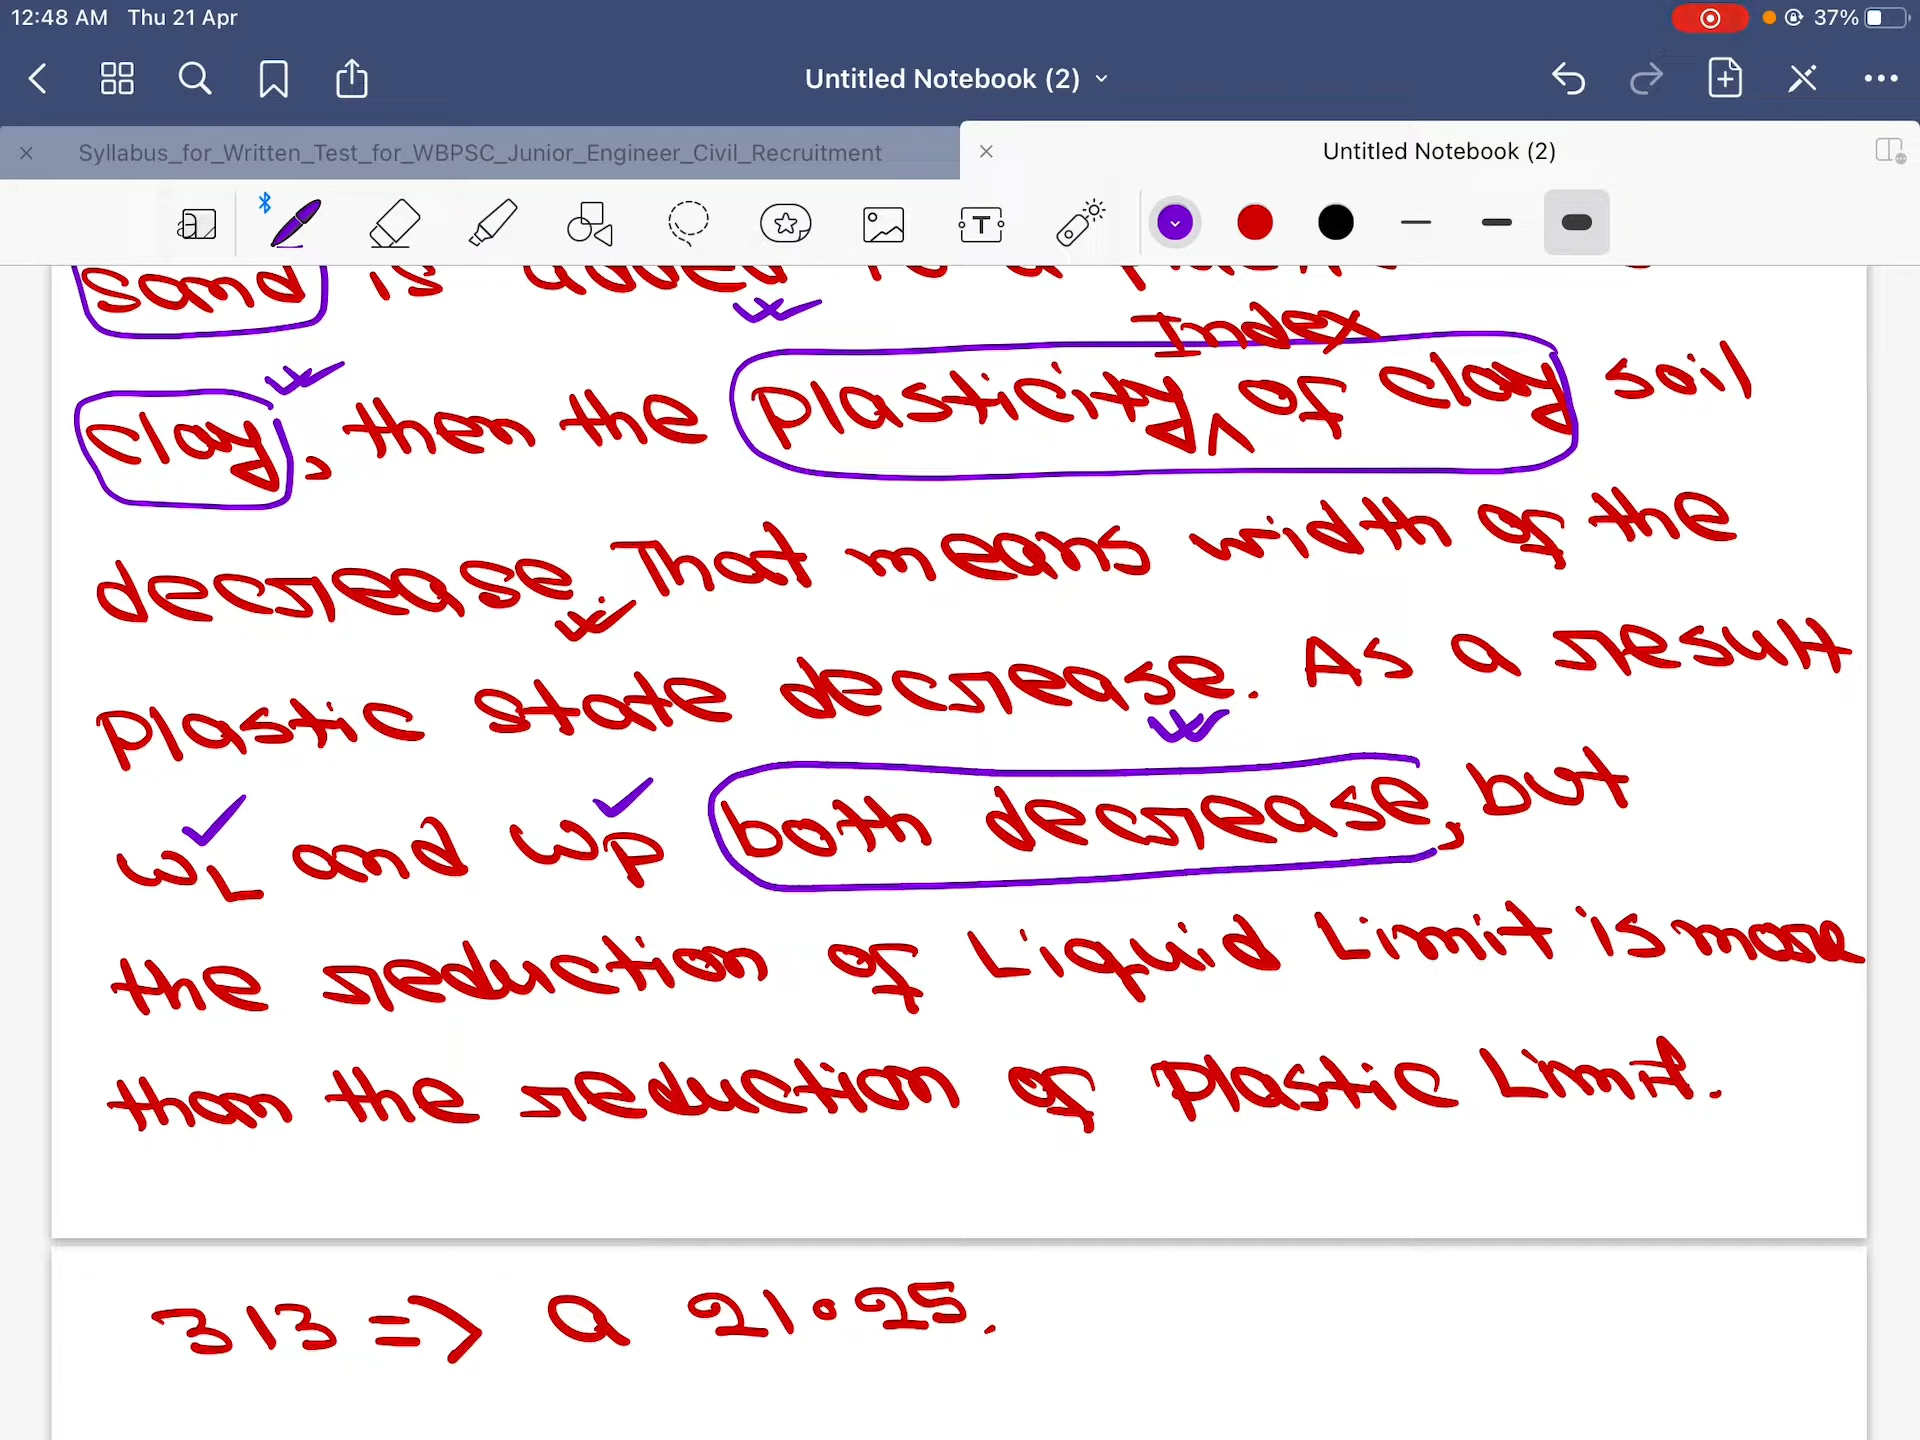 12:48 AM Thu 21 Apr
37%
Untitled Notebook (2)
Syllabus_for_Written_Test_for_WBPSC_Junior_Engineer_Civil_Recruitment
Untitled Notebook (2)
T
Sand is added to a
Index
clay, then the plasticity ^ of clay soil
decrease. That means width of the
plastic state decrease. As a result
WL and WP both decrease, but
the reduction of Liquid Limit is more
than the reduction of Plastic Limit.
313 => a 21.25.